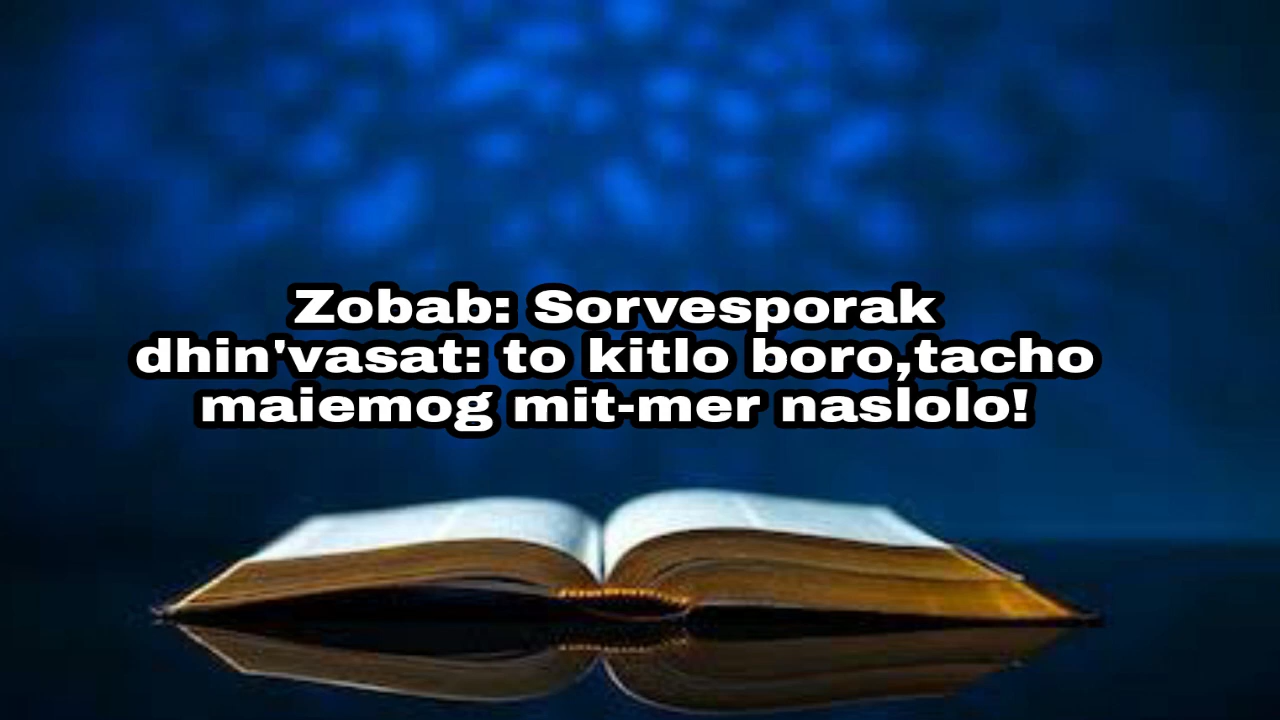 Zobab: Sorvesporak
dhin'vasat: to kitlo boro,tacho
maiemog mit-mer naslolo!